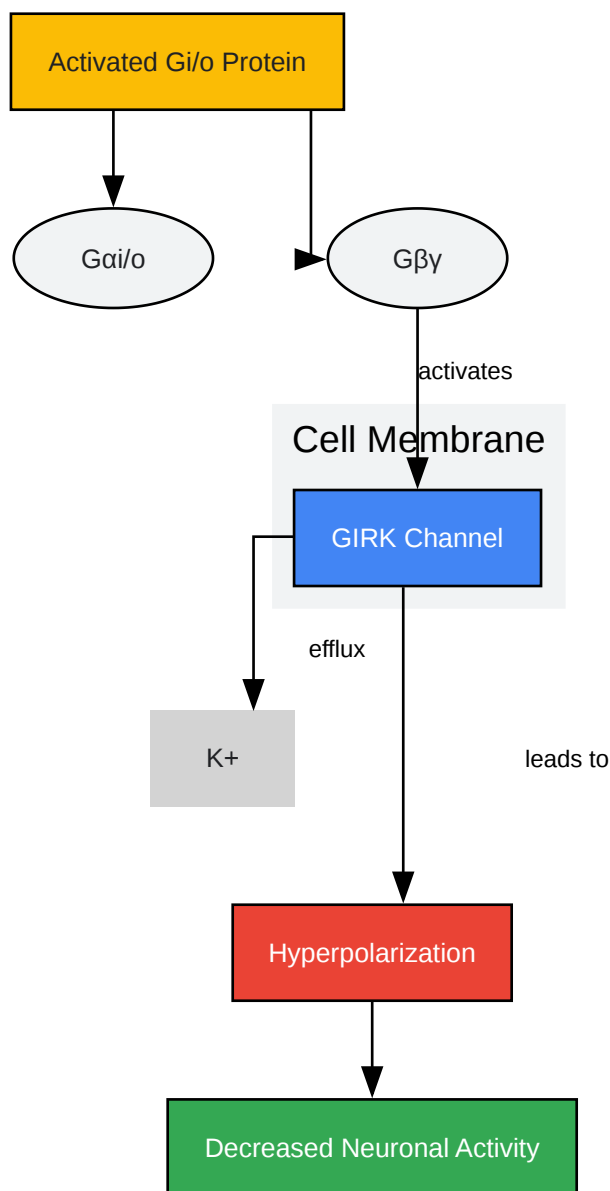 Activated Gi/o Protein
Gαi/o
Gβγ
activates
Cell Membrane
GIRK Channel
efflux
K+
leads to
Hyperpolarization
Decreased Neuronal Activity